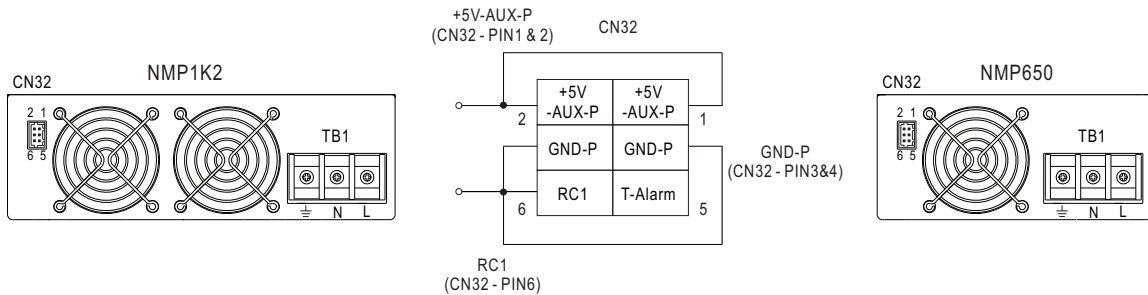 +5V-AUX-P
(CN32 - PIN1 & 2)
CN32
NMP1K2
CN32
2 1
6 5
TB1
N L
+5V
-AUX-P
+5V
-AUX-P
2
1
GND-P
GND-P
GND-P
(CN32 - PIN3&4)
RC1
T-Alarm
6
5
RC1
(CN32 - PIN6)
NMP650
CN32
2 1
6 5
TB1
N L